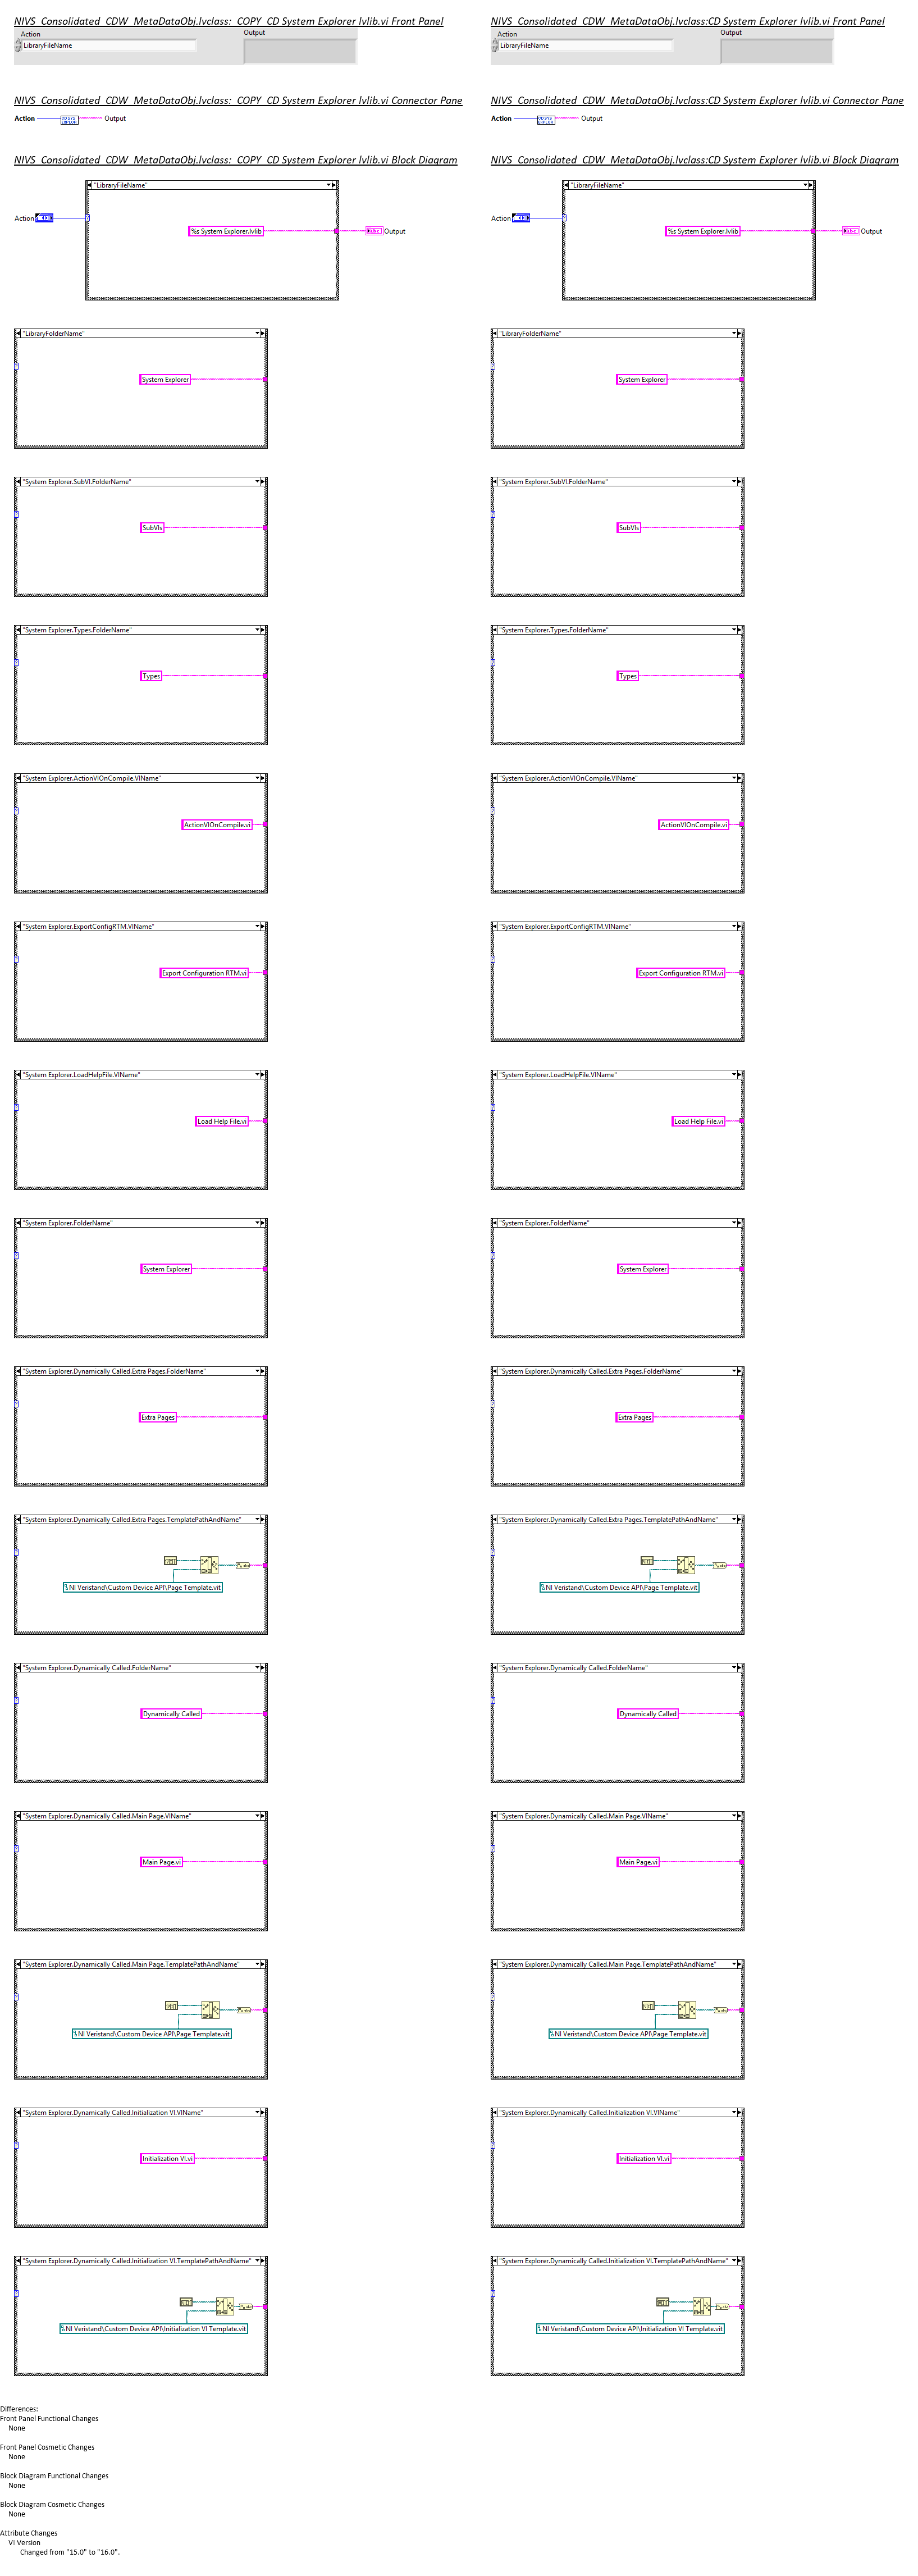 NIVS_Consolidated_CDW_MetaDataObj.lvclass:_COPY_CD System Explorer lvlib.vi Front Panel
Action
Output
LibraryFileName
NIVS_Consolidated_CDW_MetaDataObj.lvclass:CD System Explorer lvlib.vi Front Panel
Action
Output
LibraryFileName
NIVS_Consolidated_CDW_MetaDataObj.lvclass:_COPY_CD System Explorer lvlib.vi Connector Pane
Action
CD SYS
EXPLOR
Output
NIVS_Consolidated_CDW_MetaDataObj.lvclass:CD System Explorer lvlib.vi Connector Pane
Action
CD SYS
EXPLOR
Output
NIVS_Consolidated_CDW_MetaDataObj.lvclass:_COPY_CD System Explorer lvlib.vi Block Diagram
"LibraryFileName"
Action
?
%s System Explorer.lvlib
abc
Output
NIVS_Consolidated_CDW_MetaDataObj.lvclass:CD System Explorer lvlib.vi Block Diagram
"LibraryFileName"
Action
?
%s System Explorer.lvlib
abc
Output
"LibraryFolderName"
?
System Explorer
"LibraryFolderName"
?
System Explorer
"System Explorer.SubVI.FolderName"
?
SubVIs
"System Explorer.SubVI.FolderName"
?
SubVIs
"System Explorer.Types.FolderName"
?
Types
"System Explorer.Types.FolderName"
?
Types
"System Explorer.ActionVIOnCompile.VIName"
?
ActionVIOnCompile.vi
"System Explorer.ActionVIOnCompile.VIName"
?
ActionVIOnCompile.vi
"System Explorer.ExportConfigRTM.VIName"
?
Export Configuration RTM.vi
"System Explorer.ExportConfigRTM.VIName"
?
Export Configuration RTM.vi
"System Explorer.LoadHelpFile.VIName"
?
Load Help File.vi
"System Explorer.LoadHelpFile.VIName"
?
Load Help File.vi
"System Explorer.FolderName"
?
System Explorer
"System Explorer.FolderName"
?
System Explorer
"System Explorer.Dynamically Called.Extra Pages.FolderName"
?
Extra Pages
"System Explorer.Dynamically Called.Extra Pages.FolderName"
?
Extra Pages
"System Explorer.Dynamically Called.Extra Pages.TemplatePathAndName"
?
NI Veristand\Custom Device API\Page Template.vit
"System Explorer.Dynamically Called.Extra Pages.TemplatePathAndName"
?
NI Veristand\Custom Device API\Page Template.vit
"System Explorer.Dynamically Called.FolderName"
?
Dynamically Called
"System Explorer.Dynamically Called.FolderName"
?
Dynamically Called
"System Explorer.Dynamically Called.Main Page.VIName"
?
Main Page.vi
"System Explorer.Dynamically Called.Main Page.VIName"
?
Main Page.vi
"System Explorer.Dynamically Called.Main Page.TemplatePathAndName"
?
NI Veristand\Custom Device API\Page Template.vit
"System Explorer.Dynamically Called.Main Page.TemplatePathAndName"
?
NI Veristand\Custom Device API\Page Template.vit
"System Explorer.Dynamically Called.Initialization VI.VIName"
?
Initialization VI.vi
"System Explorer.Dynamically Called.Initialization VI.VIName"
?
Initialization VI.vi
"System Explorer.Dynamically Called.Initialization VI.TemplatePathAndName"
?
NI Veristand\Custom Device API\Initialization VI Template.vit
"System Explorer.Dynamically Called.Initialization VI.TemplatePathAndName"
?
NI Veristand\Custom Device API\Initialization VI Template.vit
Differences:
Front Panel Functional Changes
None
Front Panel Cosmetic Changes
None
Block Diagram Functional Changes
None
Block Diagram Cosmetic Changes
None
Attribute Changes
VI Version
Changed from "15.0" to "16.0".